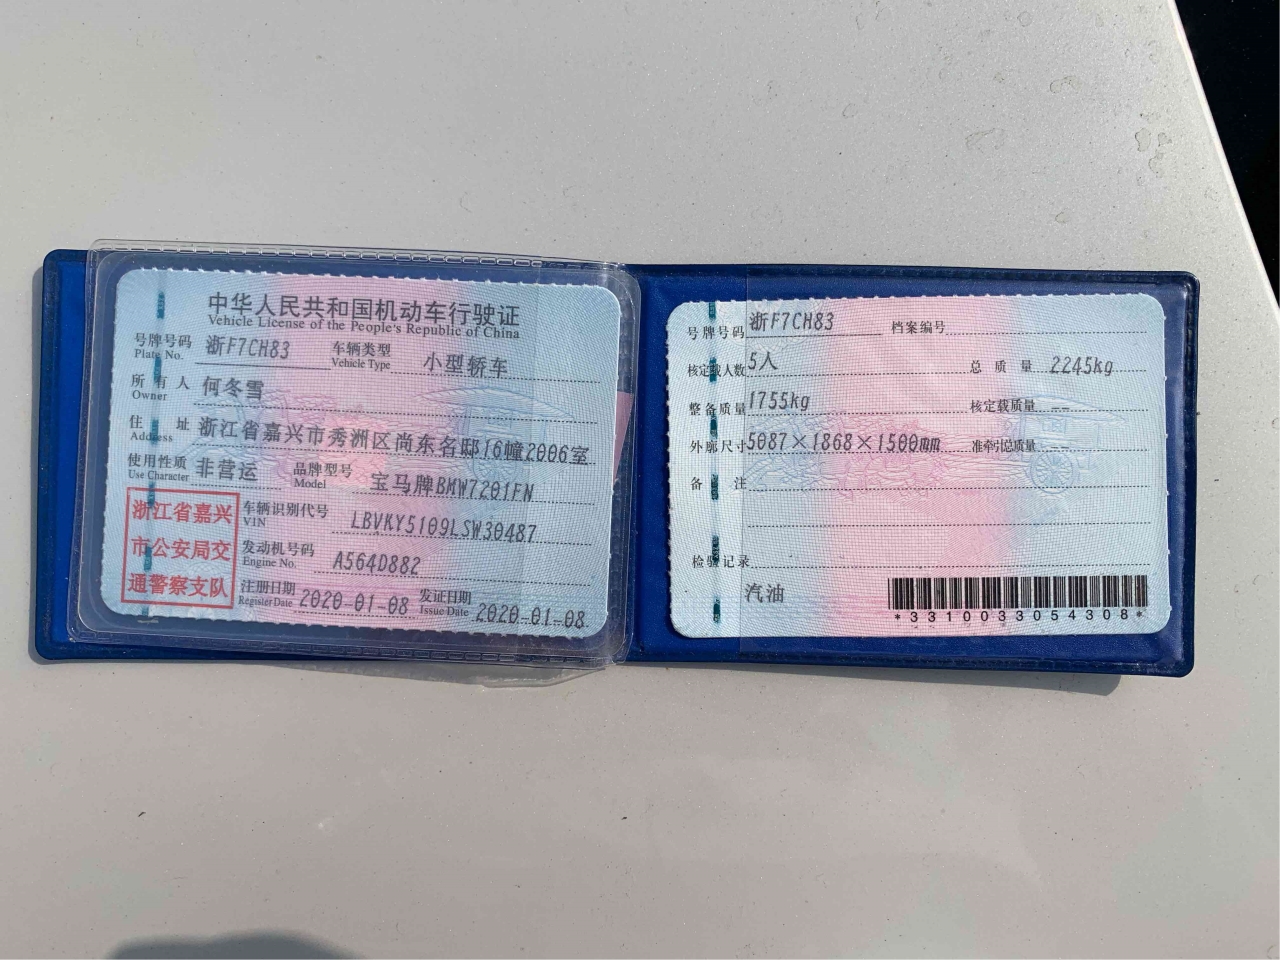 中华人民共和国机动车行驶证
Vehicle License of the People's Republic of China
号牌号码 浙F7CH83 车辆类型 小型轿车
Plate No. Vehicle Type
所有人 何冬雪
Owner
住址 浙江省嘉兴市秀洲区尚东名邸16幢2006室
Address
使用性质 非营运 品牌型号 宝马牌BMW7201FN
Use Character Model
浙江省嘉兴
市公安局交
通警察支队
车辆识别代号 LBVKY5109LSW30487
VIN
发动机号码 A564D882
Engine No.
注册日期 2020-01-08 发证日期 2020-01-08
Register Date Issue Date
号牌号码 浙F7CH83 档案编号
核定载人数 5人 总质量 2245kg
整备质量 1755kg 核定载质量 --
外廓尺寸 5087×1868×1500mm 准牵引总质量 --
备注
检验记录
汽油
*3310033054308*